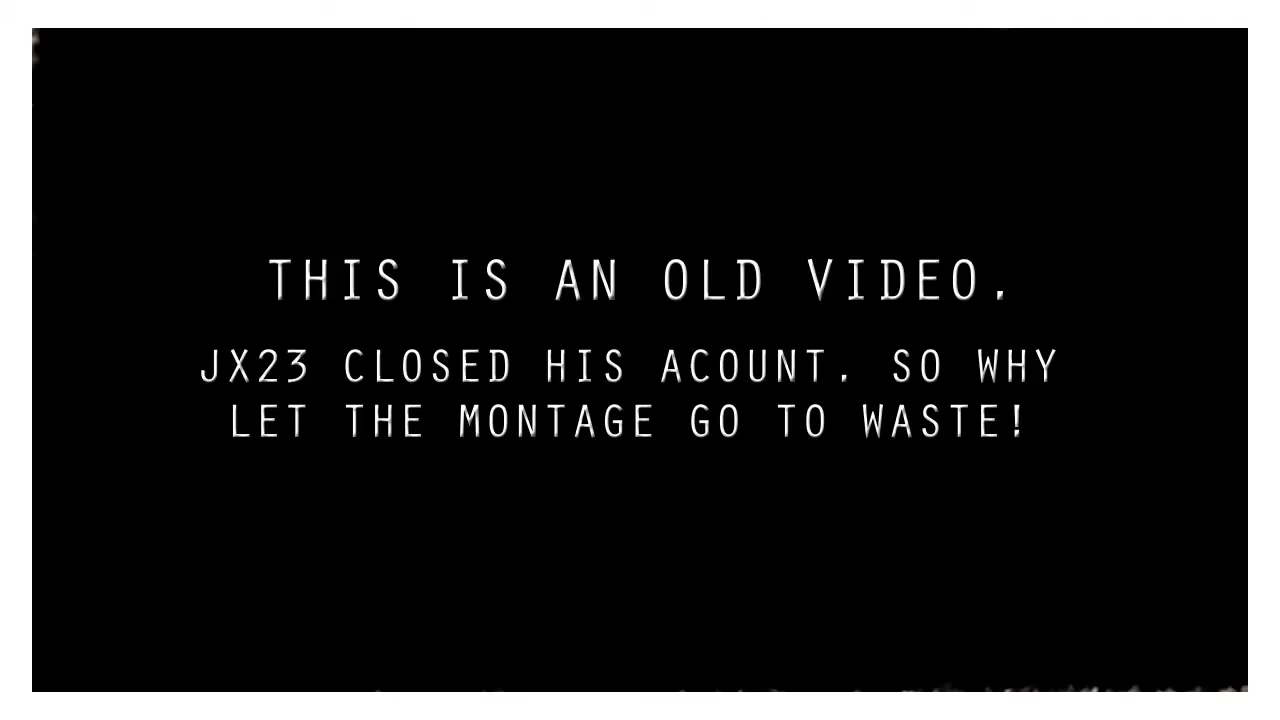 THIS IS AN OLD VIDEO.
JX23 CLOSED HIS ACOUNT. SO WHY
LET THE MONTAGE GO TO WASTE!